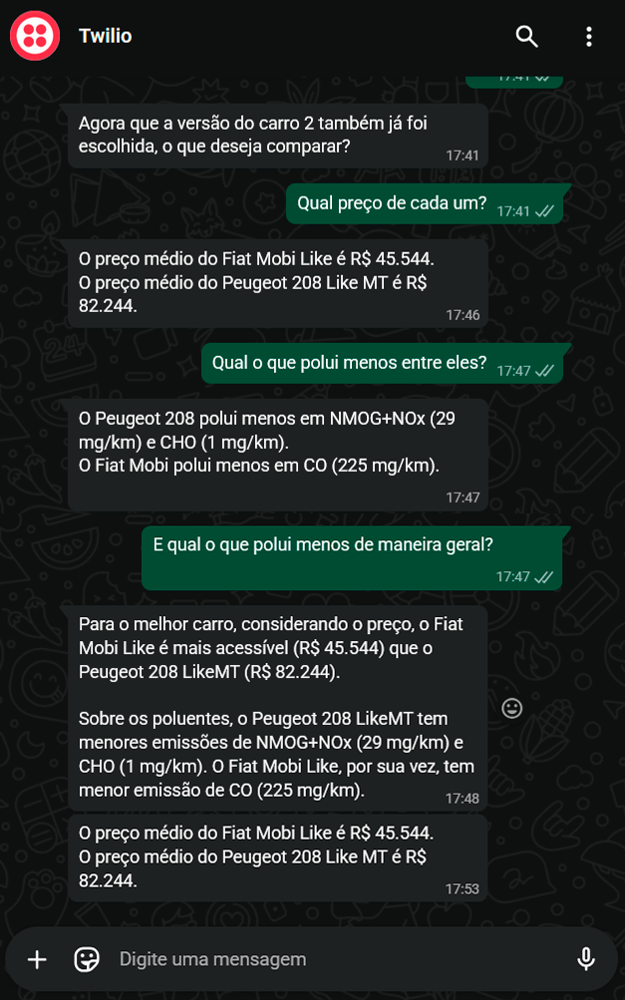 Twilio
17:41
Agora que a versão do carro 2 também já foi
escolhida, o que deseja comparar?
17:41
Qual preço de cada um?
17:41
O preço médio do Fiat Mobi Like é R$ 45.544.
O preço médio do Peugeot 208 Like MT é R$
82.244.
17:46
Qual o que polui menos entre eles?
17:47
O Peugeot 208 polui menos em NMOG+NOx (29
mg/km) e CHO (1 mg/km).
O Fiat Mobi polui menos em CO (225 mg/km).
17:47
E qual o que polui menos de maneira geral?
17:47
Para o melhor carro, considerando o preço, o Fiat
Mobi Like é mais acessível (R$ 45.544) que o
Peugeot 208 LikeMT (R$ 82.244).
Sobre os poluentes, o Peugeot 208 LikeMT tem
menores emissões de NMOG+NOx (29 mg/km) e
CHO (1 mg/km). O Fiat Mobi Like, por sua vez, tem
menor emissão de CO (225 mg/km).
17:48
O preço médio do Fiat Mobi Like é R$ 45.544.
O preço médio do Peugeot 208 Like MT é R$
82.244.
17:53
Digite uma mensagem